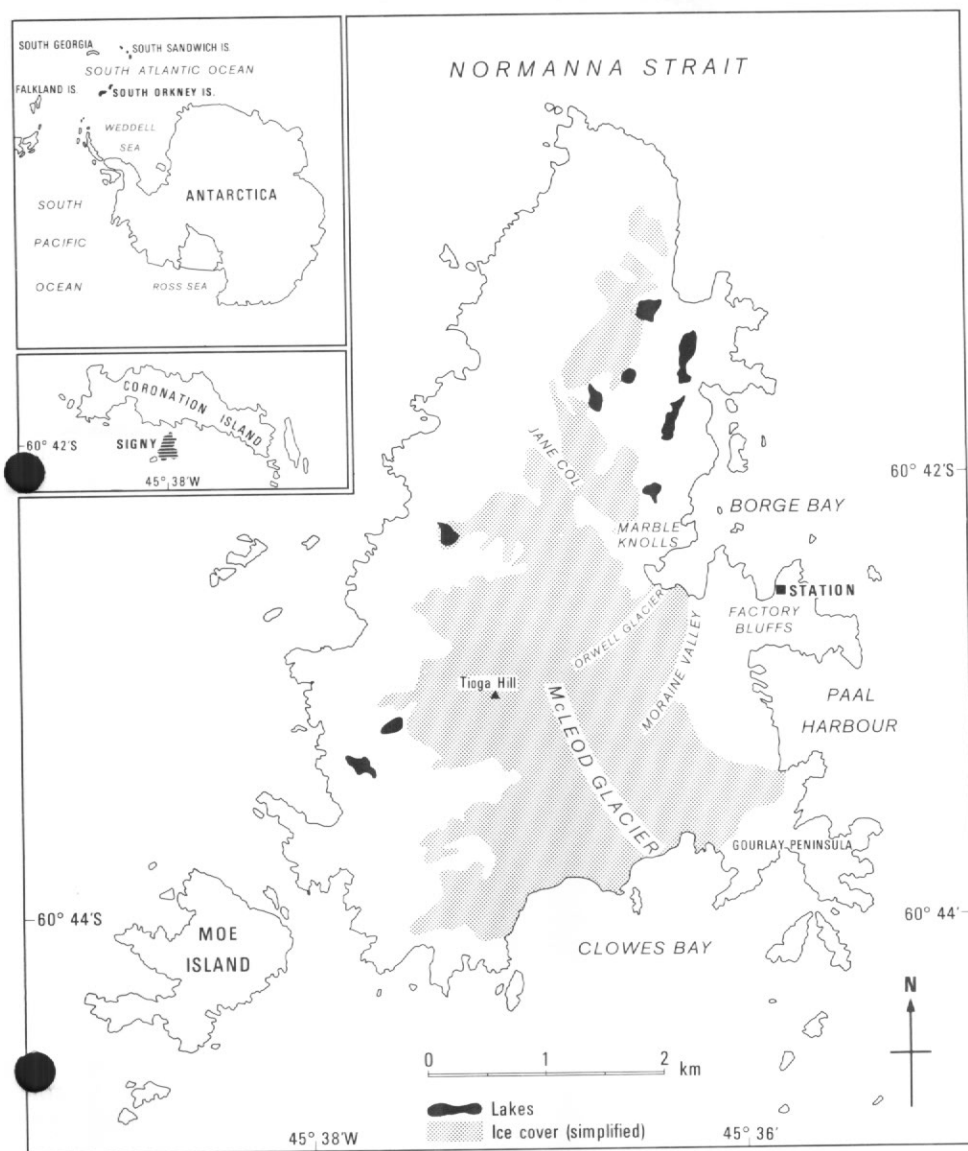 SOUTH GEORGIA
SOUTH SANDWICH IS.
SOUTH ATLANTIC OCEAN
FALKLAND IS.
SOUTH ORKNEY IS.
WEDDELL
SEA
ANTARCTICA
SOUTH
PACIFIC
OCEAN
ROSS SEA
CORONATION ISLAND
60° 42'S
SIGNY
45° 38'W
NORMANNA STRAIT
60° 42'S
JANE COL
BORGE BAY
MARBLE
KNOLLS
STATION
FACTORY
BLUFFS
ORWELL GLACIER
MORAINE VALLEY
Tioga Hill
McLEOD GLACIER
PAAL
HARBOUR
GOURLAY PENINSULA
60° 44'S
60° 44'
MOE
ISLAND
CLOWES BAY
N
0 1 2
km
Lakes
Ice cover (simplified)
45° 38'W
45° 36'